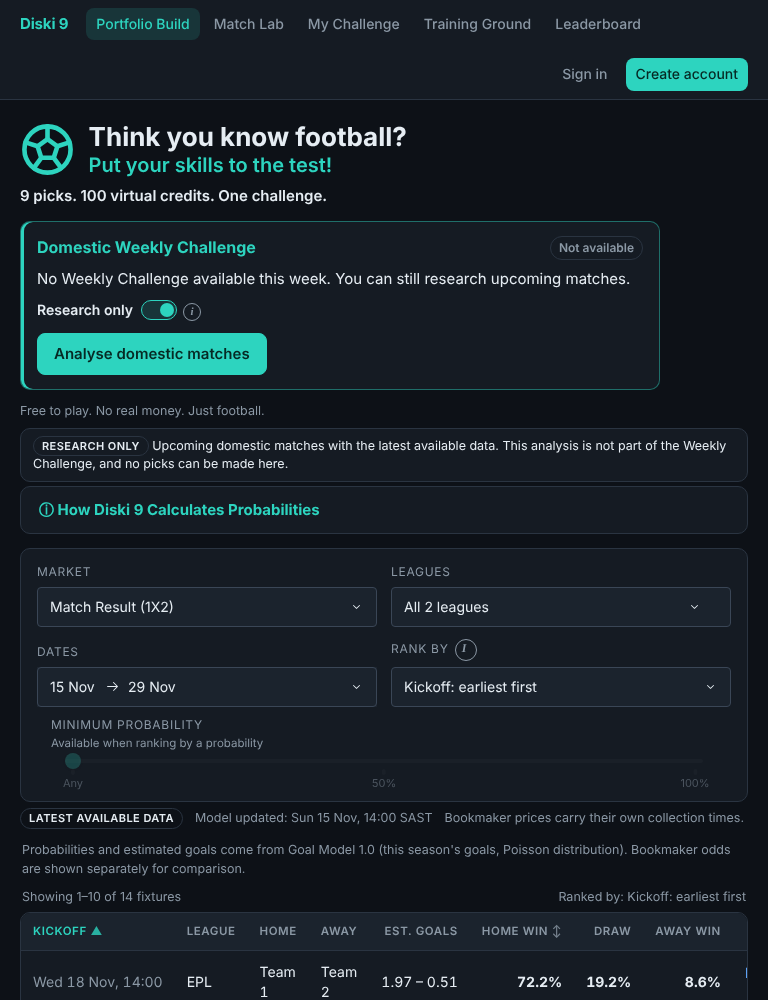 Diski 9 Portfolio Build Match Lab My Challenge Training Ground Leaderboard
Sign in Create account
Think you know football?
Put your skills to the test!
9 picks. 100 virtual credits. One challenge.
Domestic Weekly Challenge Not available
No Weekly Challenge available this week. You can still research upcoming matches.
Research only i
Analyse domestic matches
Free to play. No real money. Just football.
RESEARCH ONLY Upcoming domestic matches with the latest available data. This analysis is not part of the Weekly
Challenge, and no picks can be made here.
ⓘ How Diski 9 Calculates Probabilities
MARKET LEAGUES
Match Result (1X2) All 2 leagues
DATES RANK BY I
15 Nov → 29 Nov Kickoff: earliest first
MINIMUM PROBABILITY
Available when ranking by a probability
Any 50% 100%
LATEST AVAILABLE DATA Model updated: Sun 15 Nov, 14:00 SAST Bookmaker prices carry their own collection times.
Probabilities and estimated goals come from Goal Model 1.0 (this season's goals, Poisson distribution). Bookmaker odds
are shown separately for comparison.
Showing 1–10 of 14 fixtures Ranked by: Kickoff: earliest first
KICKOFF ▲ LEAGUE HOME AWAY EST. GOALS HOME WIN ↕ DRAW AWAY WIN
Wed 18 Nov, 14:00 EPL Team 1 Team 2 1.97 – 0.51 72.2% 19.2% 8.6%